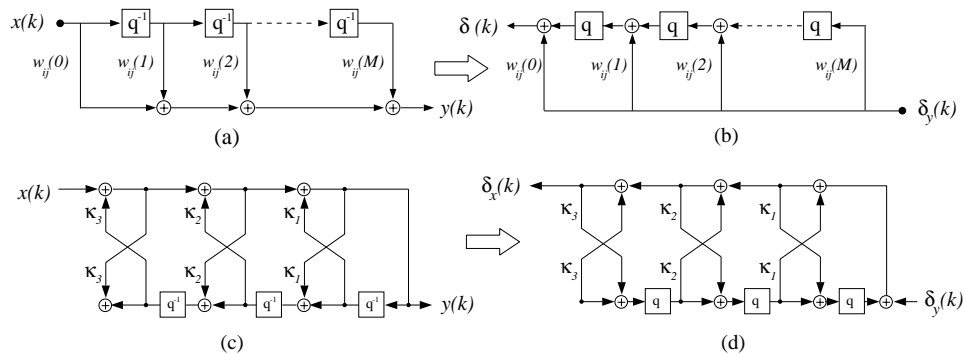 x(k) q⁻¹ q⁻¹ q⁻¹
w_ij(0) w_ij(1) w_ij(2) w_ij(M)
y(k)
(a)
δ(k) q q q
w_ij(0) w_ij(1) w_ij(2) w_ij(M)
δ_y(k)
(b)
x(k)
κ₃ κ₂ κ₁
κ₃ κ₂ κ₁
q⁻¹ q⁻¹ q⁻¹ y(k)
(c)
δ_x(k)
κ₃ κ₂ κ₁
κ₃ κ₂ κ₁
q q q δ_y(k)
(d)